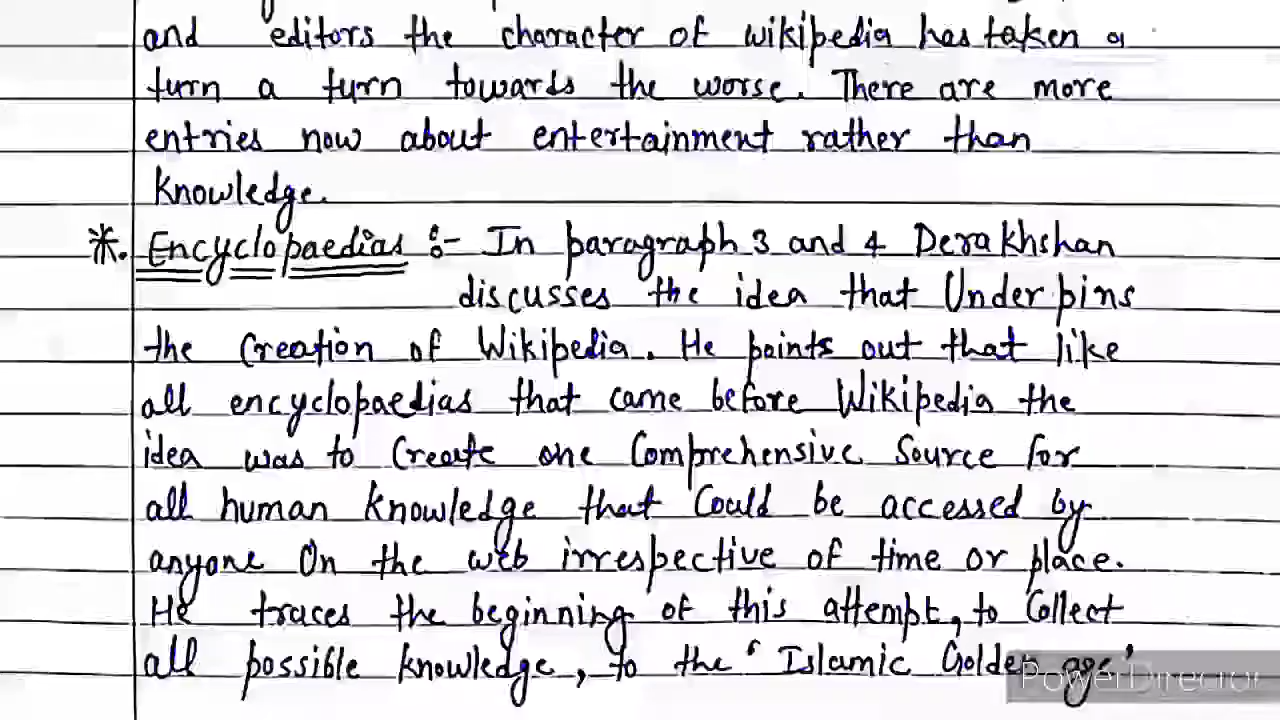 and editors the character of wikipedia has taken a
turn a turn towards the worse. There are more
entries now about entertainment rather than
Knowledge.
*. Encyclopaedias :- In paragraph 3 and 4 Derakhshan
discusses the idea that Underpins
the Creation of Wikipedia. He points out that like
all encyclopaedias that came before Wikipedia the
idea was to Create one Comprehensive Source for
all human Knowledge that Could be accessed by
anyone On the web irrespective of time or place.
He traces the beginning of this attempt, to Collect
all possible Knowledge, to the 'Islamic Golden age'
PowerDirector